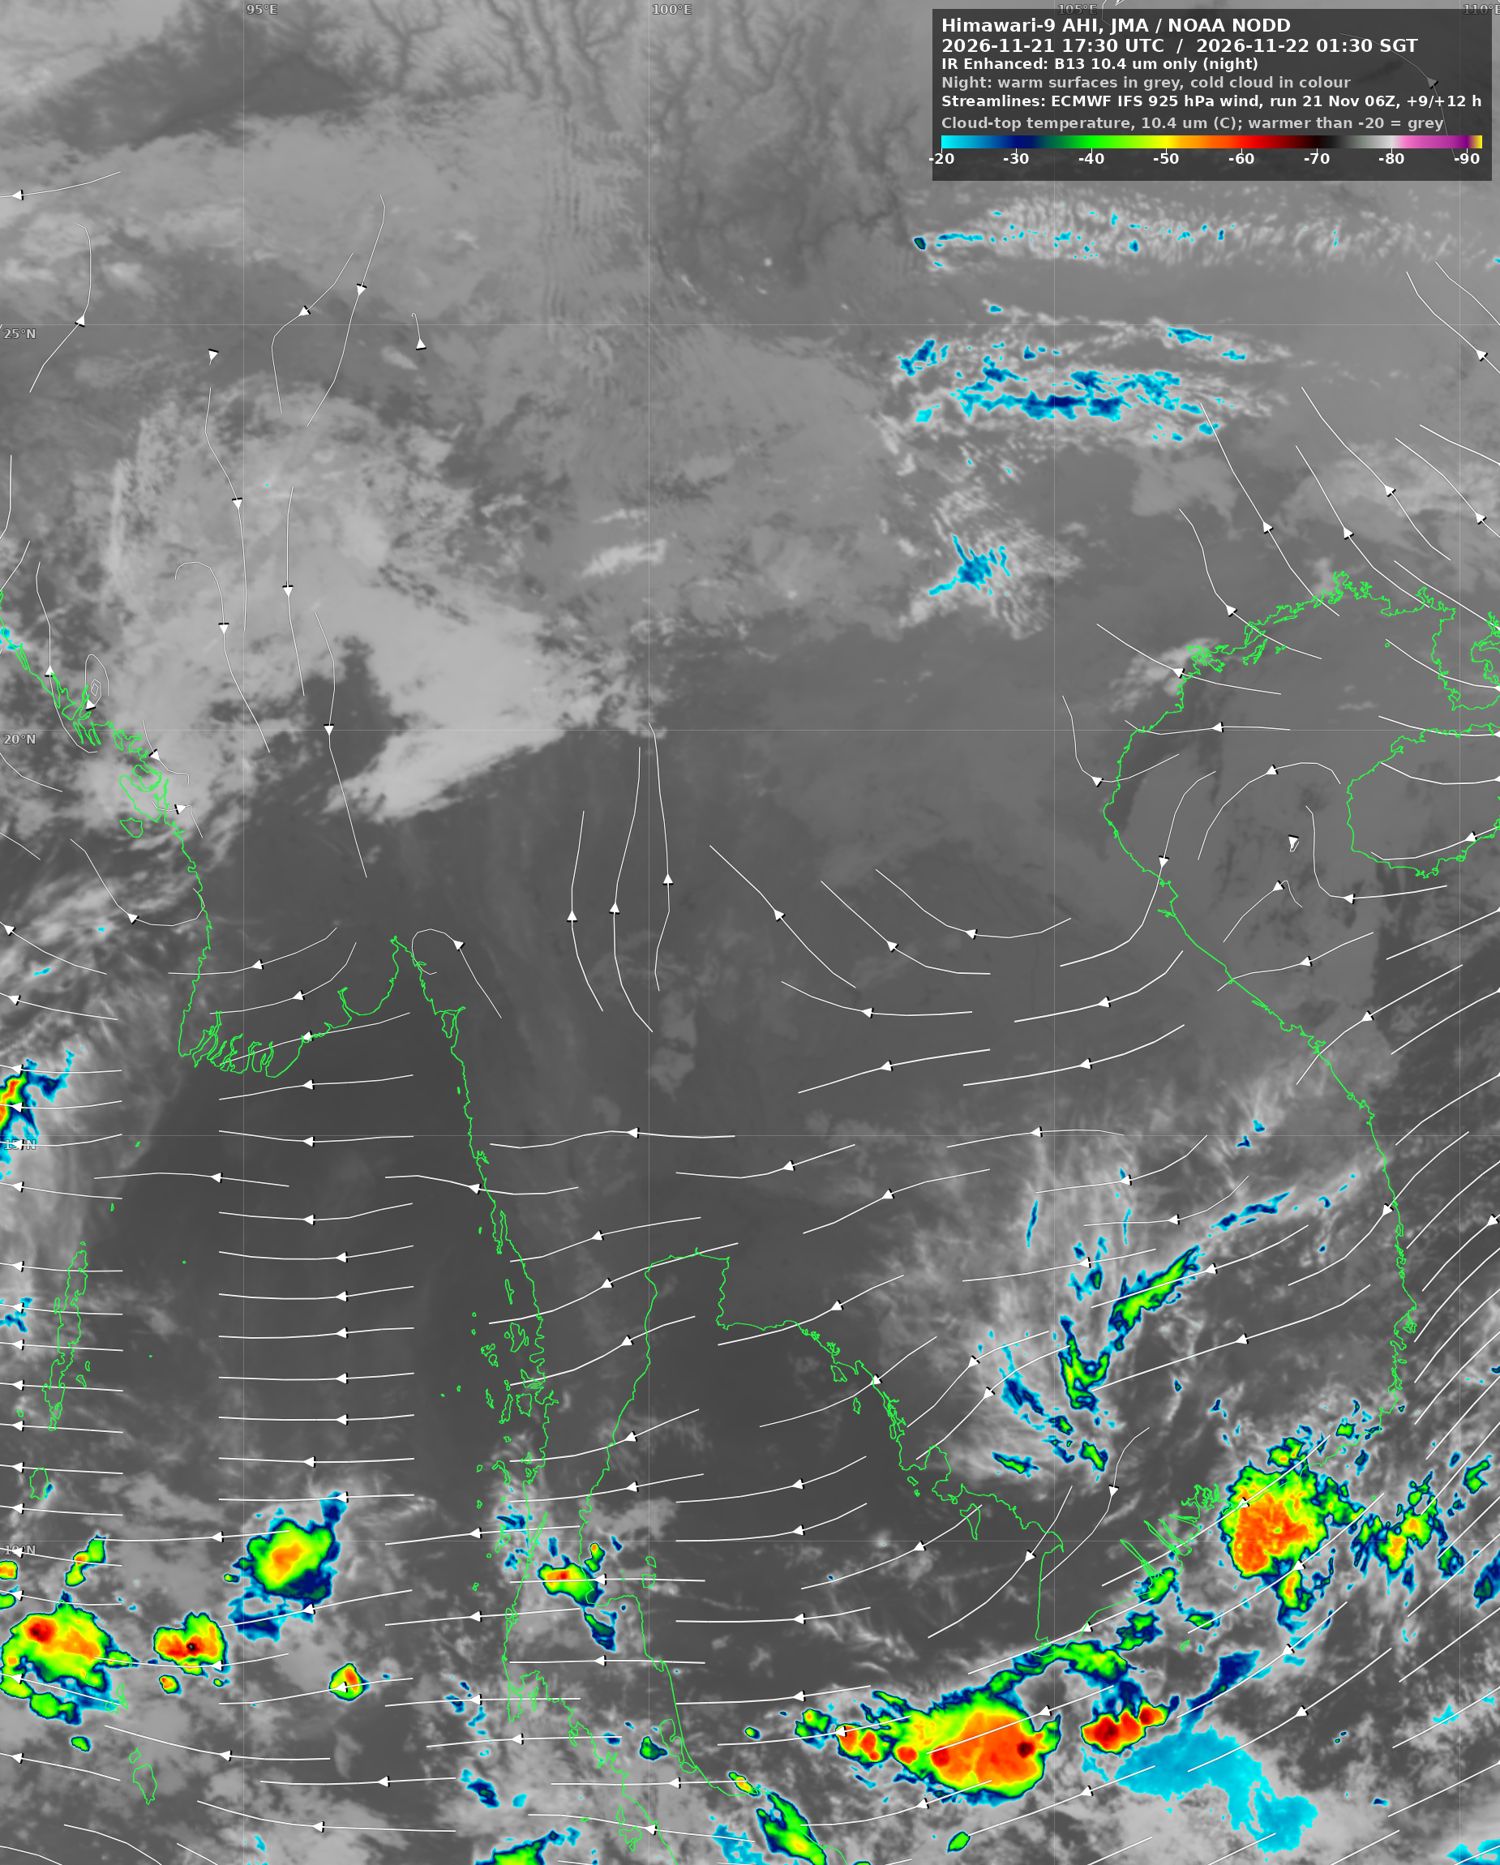 95°E
100°E
105°E
110°E
Himawari-9 AHI, JMA / NOAA NODD
2026-11-21 17:30 UTC / 2026-11-22 01:30 SGT
IR Enhanced: B13 10.4 um only (night)
Night: warm surfaces in grey, cold cloud in colour
Streamlines: ECMWF IFS 925 hPa wind, run 21 Nov 06Z, +9/+12 h
Cloud-top temperature, 10.4 um (C); warmer than -20 = grey
-20 -30 -40 -50 -60 -70 -80 -90
25°N
20°N
15°N
10°N